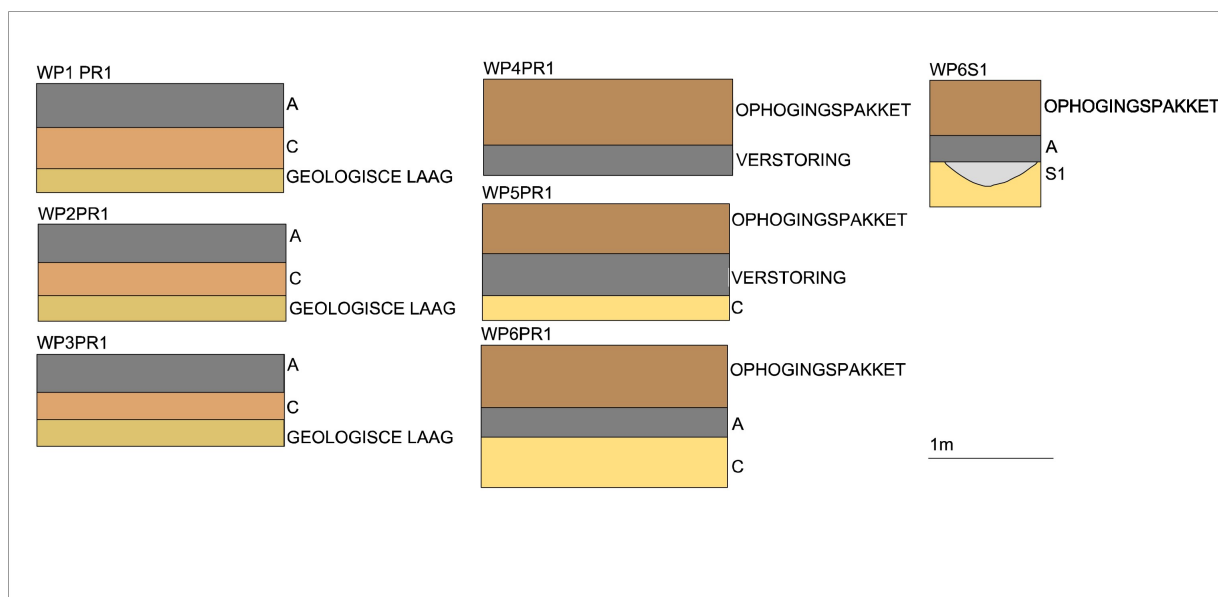 WP1 PR1
A
C
GEOLOGISCE LAAG
WP2PR1
A
C
GEOLOGISCE LAAG
WP3PR1
A
C
GEOLOGISCE LAAG
WP4PR1
OPHOGINGSPAKKET
VERSTORING
WP5PR1
OPHOGINGSPAKKET
VERSTORING
C
WP6PR1
OPHOGINGSPAKKET
A
C
WP6S1
OPHOGINGSPAKKET
A
S1
1m